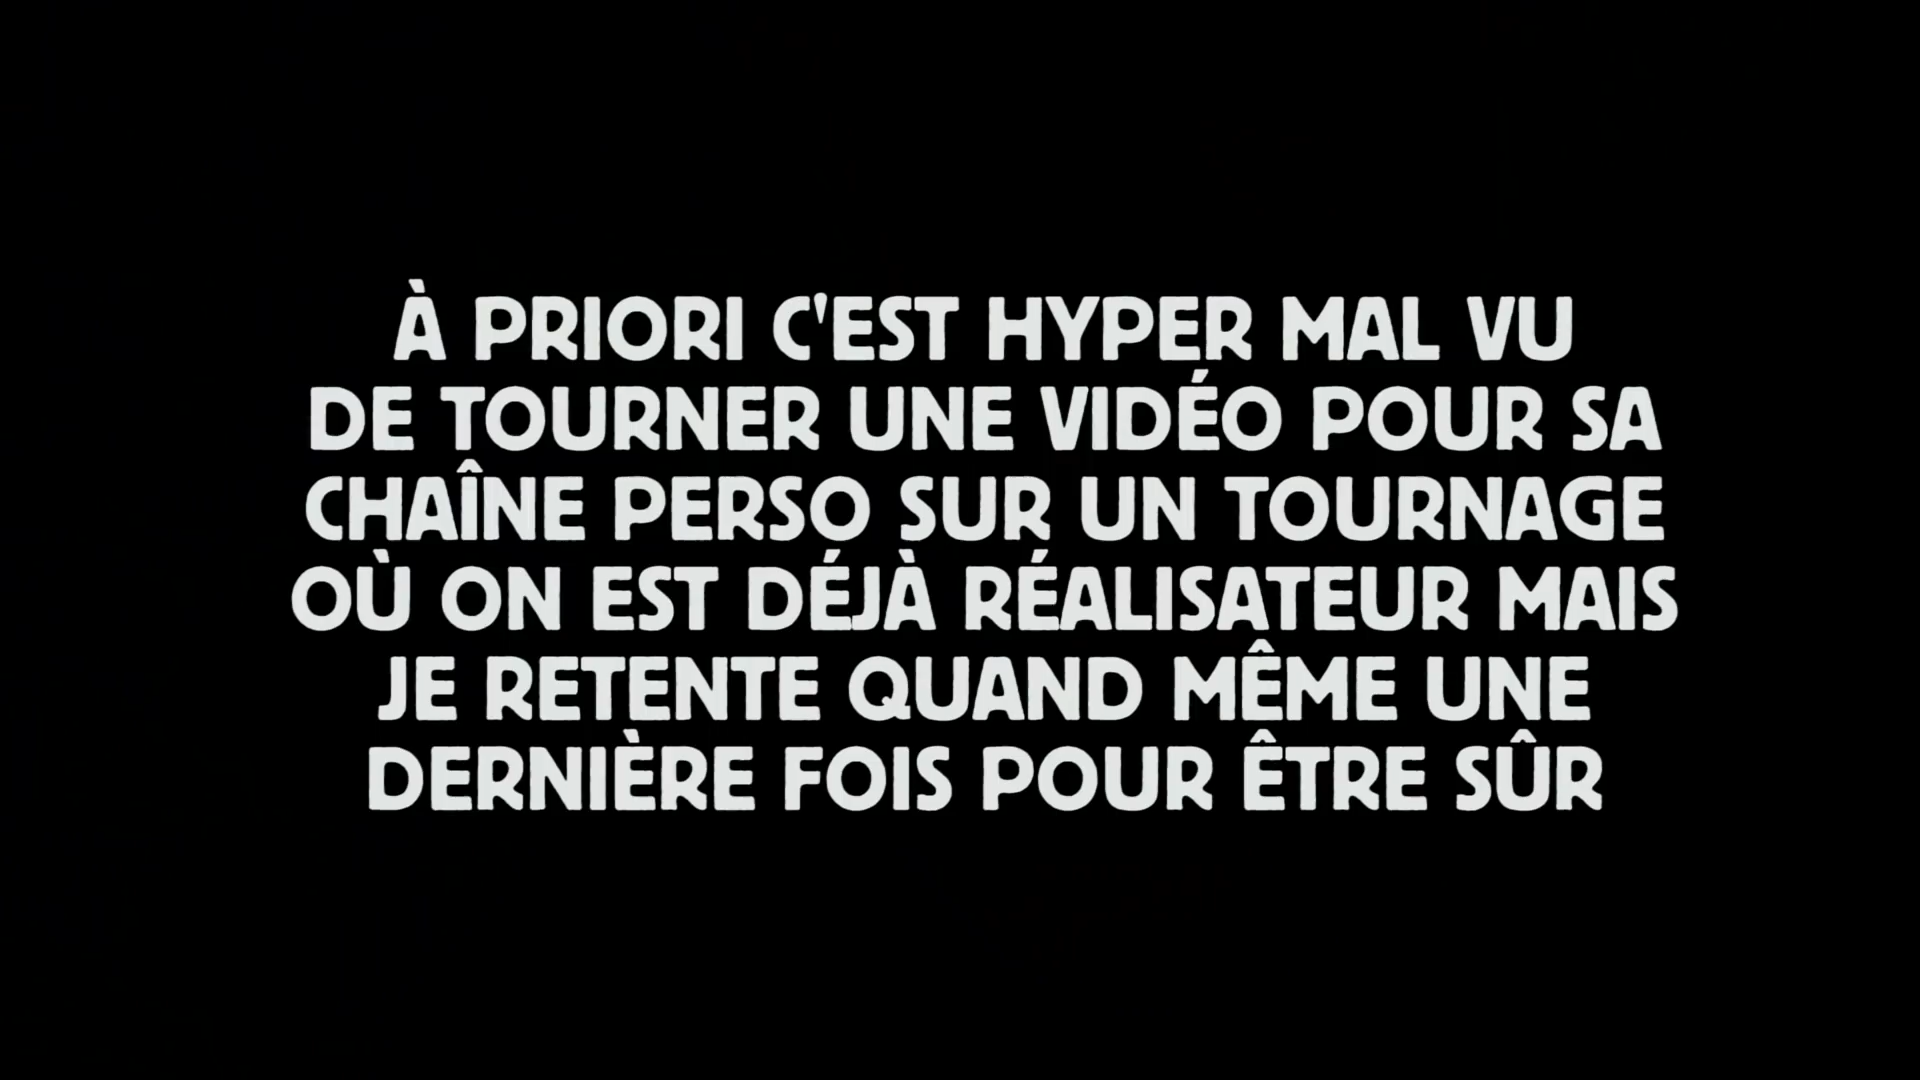 À PRIORI C'EST HYPER MAL VU
DE TOURNER UNE VIDÉO POUR SA
CHAÎNE PERSO SUR UN TOURNAGE
OÙ ON EST DÉJÀ RÉALISATEUR MAIS
JE RETENTE QUAND MÊME UNE
DERNIÈRE FOIS POUR ÊTRE SÛR